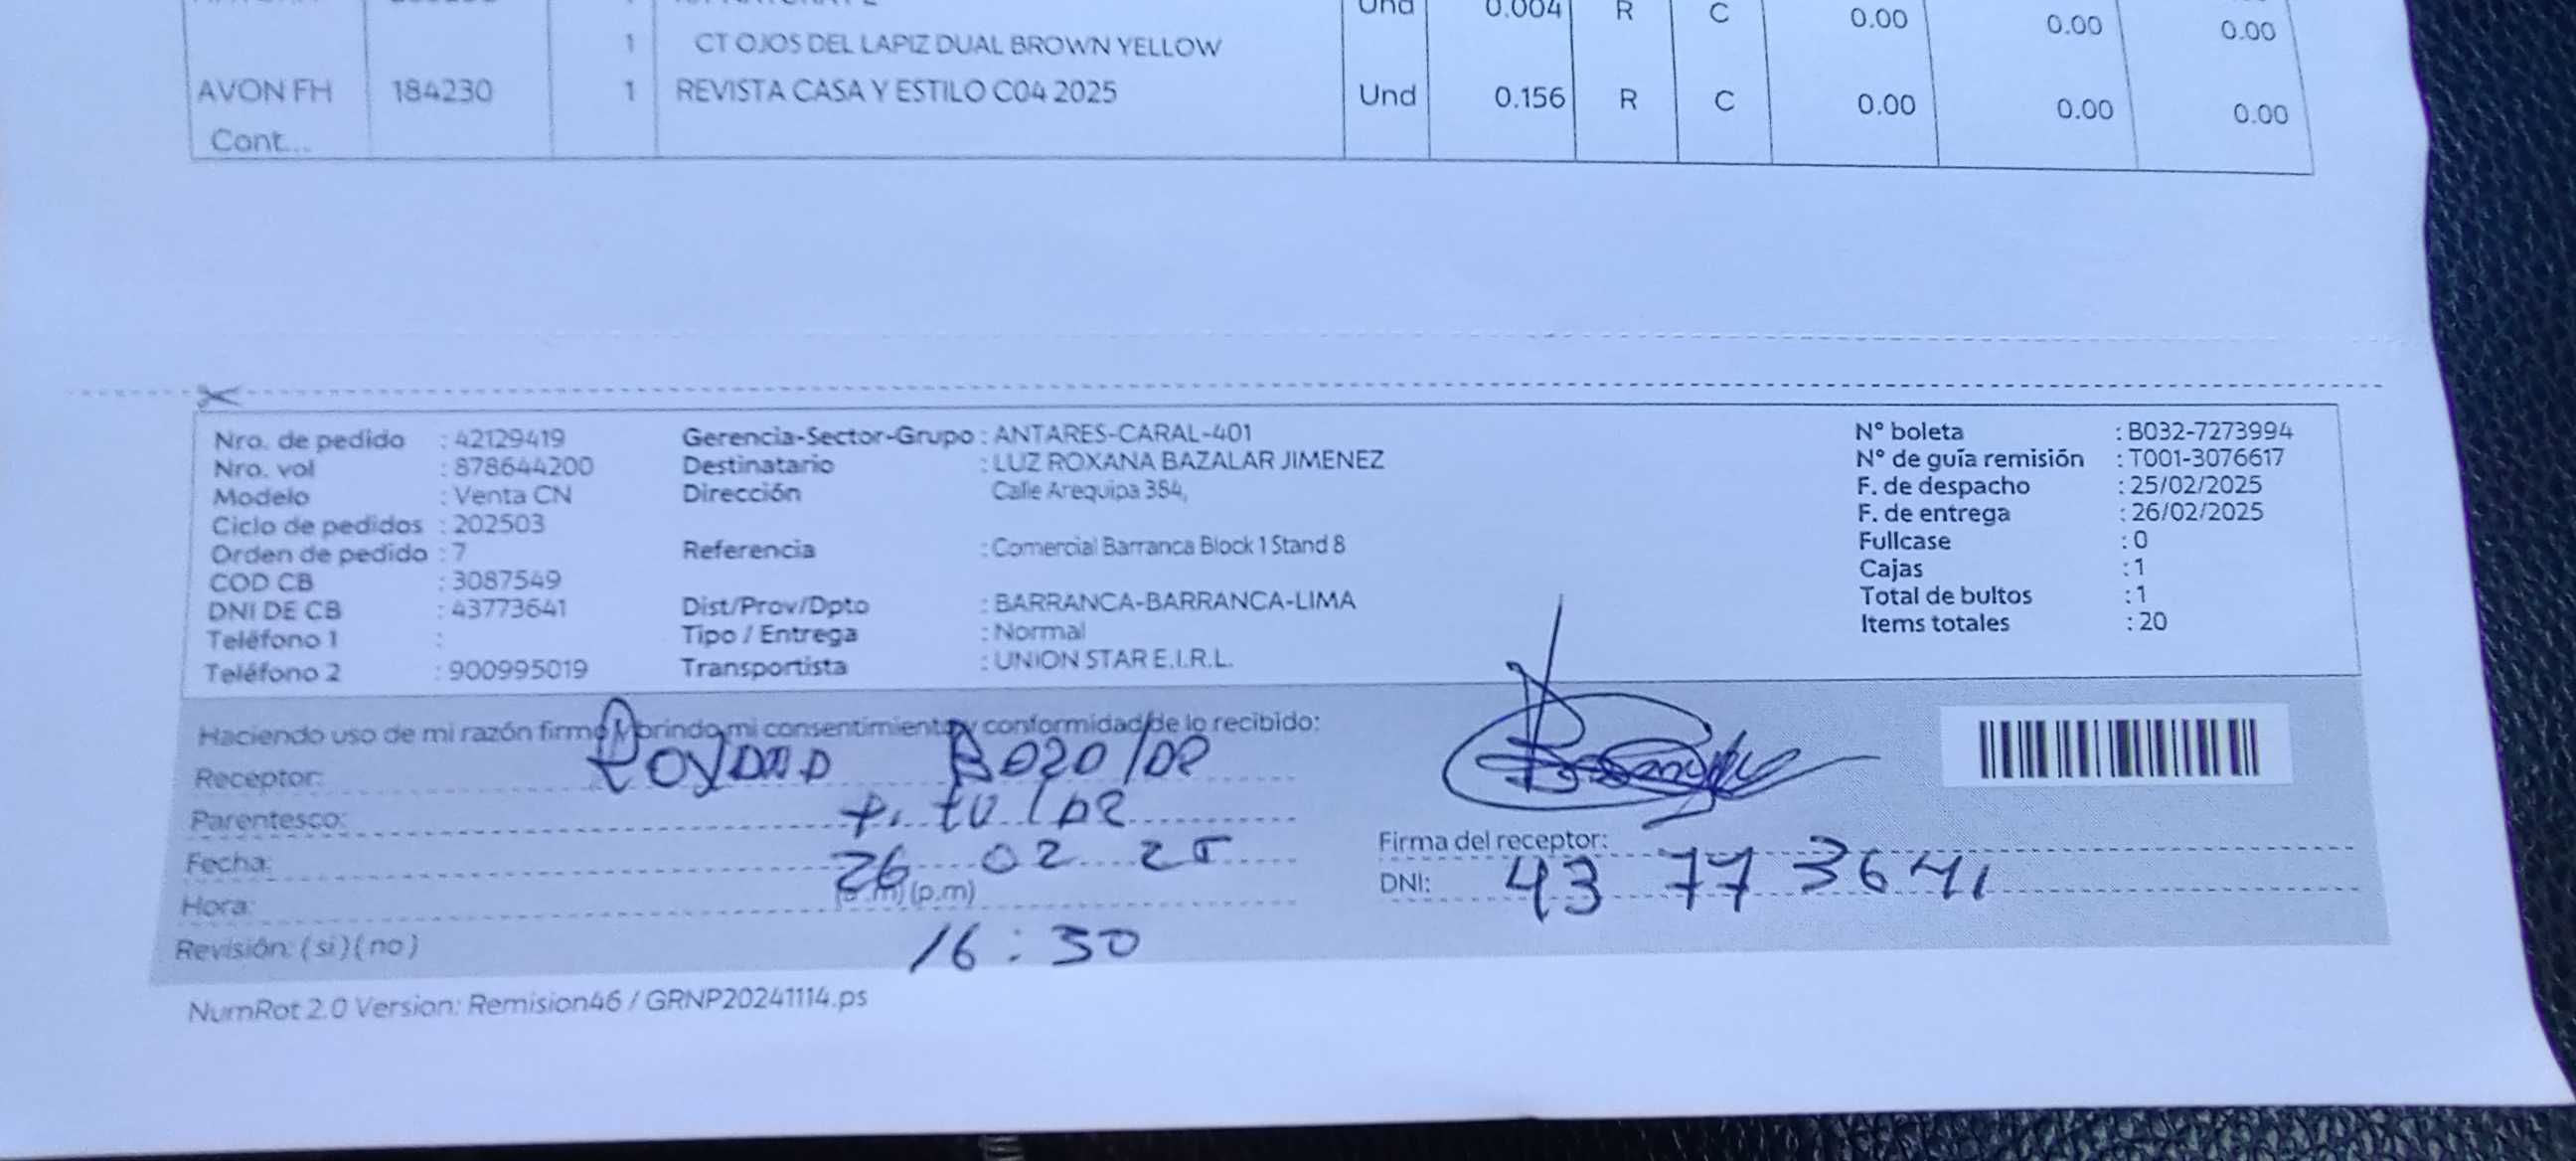 Und 0.004 R C 0.00 0.00 0.00
1 CT OJOS DEL LAPIZ DUAL BROWN YELLOW
AVON FH 184230 1 REVISTA CASA Y ESTILO C04 2025 Und 0.156 R C 0.00 0.00 0.00
Cont...
Nro. de pedido : 42129419 Gerencia-Sector-Grupo : ANTARES-CARAL-401 N° boleta : B032-7273994
Nro. vol : 878644200 Destinatario : LUZ ROXANA BAZALAR JIMENEZ N° de guía remisión : T001-3076617
Modelo : Venta CN Dirección Calle Arequipa 384, F. de despacho : 25/02/2025
Ciclo de pedidos : 202503 F. de entrega : 26/02/2025
Orden de pedido : 7 Referencia : Comercial Barranca Block 1 Stand 8 Fullcase : 0
COD CB : 3087549 Cajas : 1
DNI DE CB : 43773641 Dist/Prov/Dpto : BARRANCA-BARRANCA-LIMA Total de bultos : 1
Teléfono 1 : Tipo / Entrega : Normal Items totales : 20
Teléfono 2 : 900995019 Transportista : UNION STAR E.I.R.L.
Haciendo uso de mi razón firmo y brindo mi consentimiento y conformidad de lo recibido:
Receptor:
Parentesco: titular
Fecha: 26 02 25 Firma del receptor:
Hora: (a.m) (p.m) DNI: 43773641
Revisión: (si) (no) 16:30
NumRot 2.0 Version: Remision46 / GRNP20241114.ps